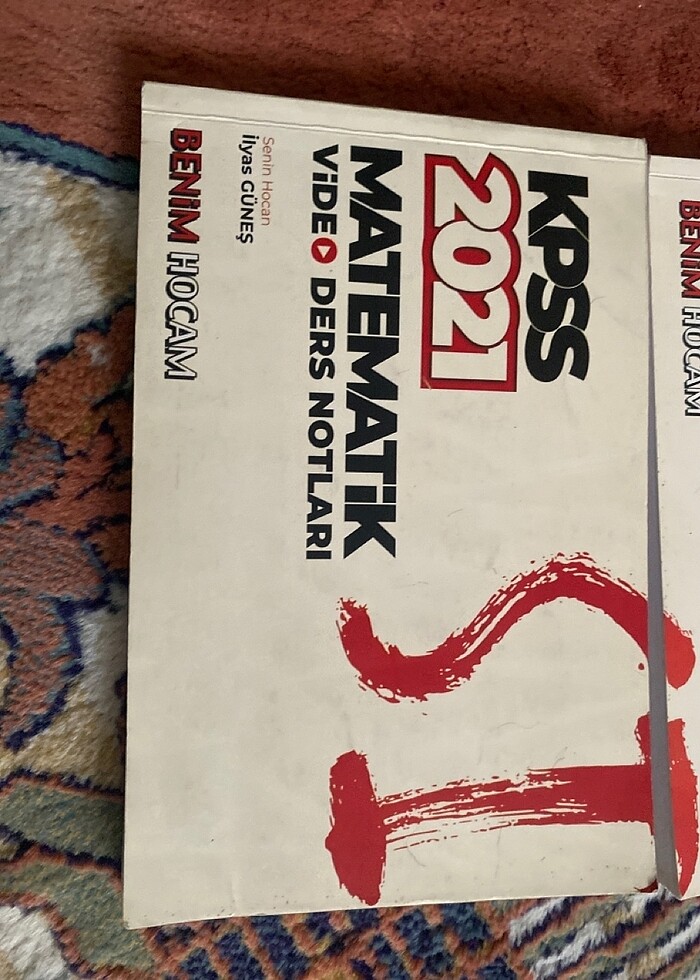 KPSS
2021
MATEMATİK
VİDEO DERS NOTLARI
Senin Hocan
İlyas GÜNEŞ
BENİM HOCAM
BENİM HOCAM